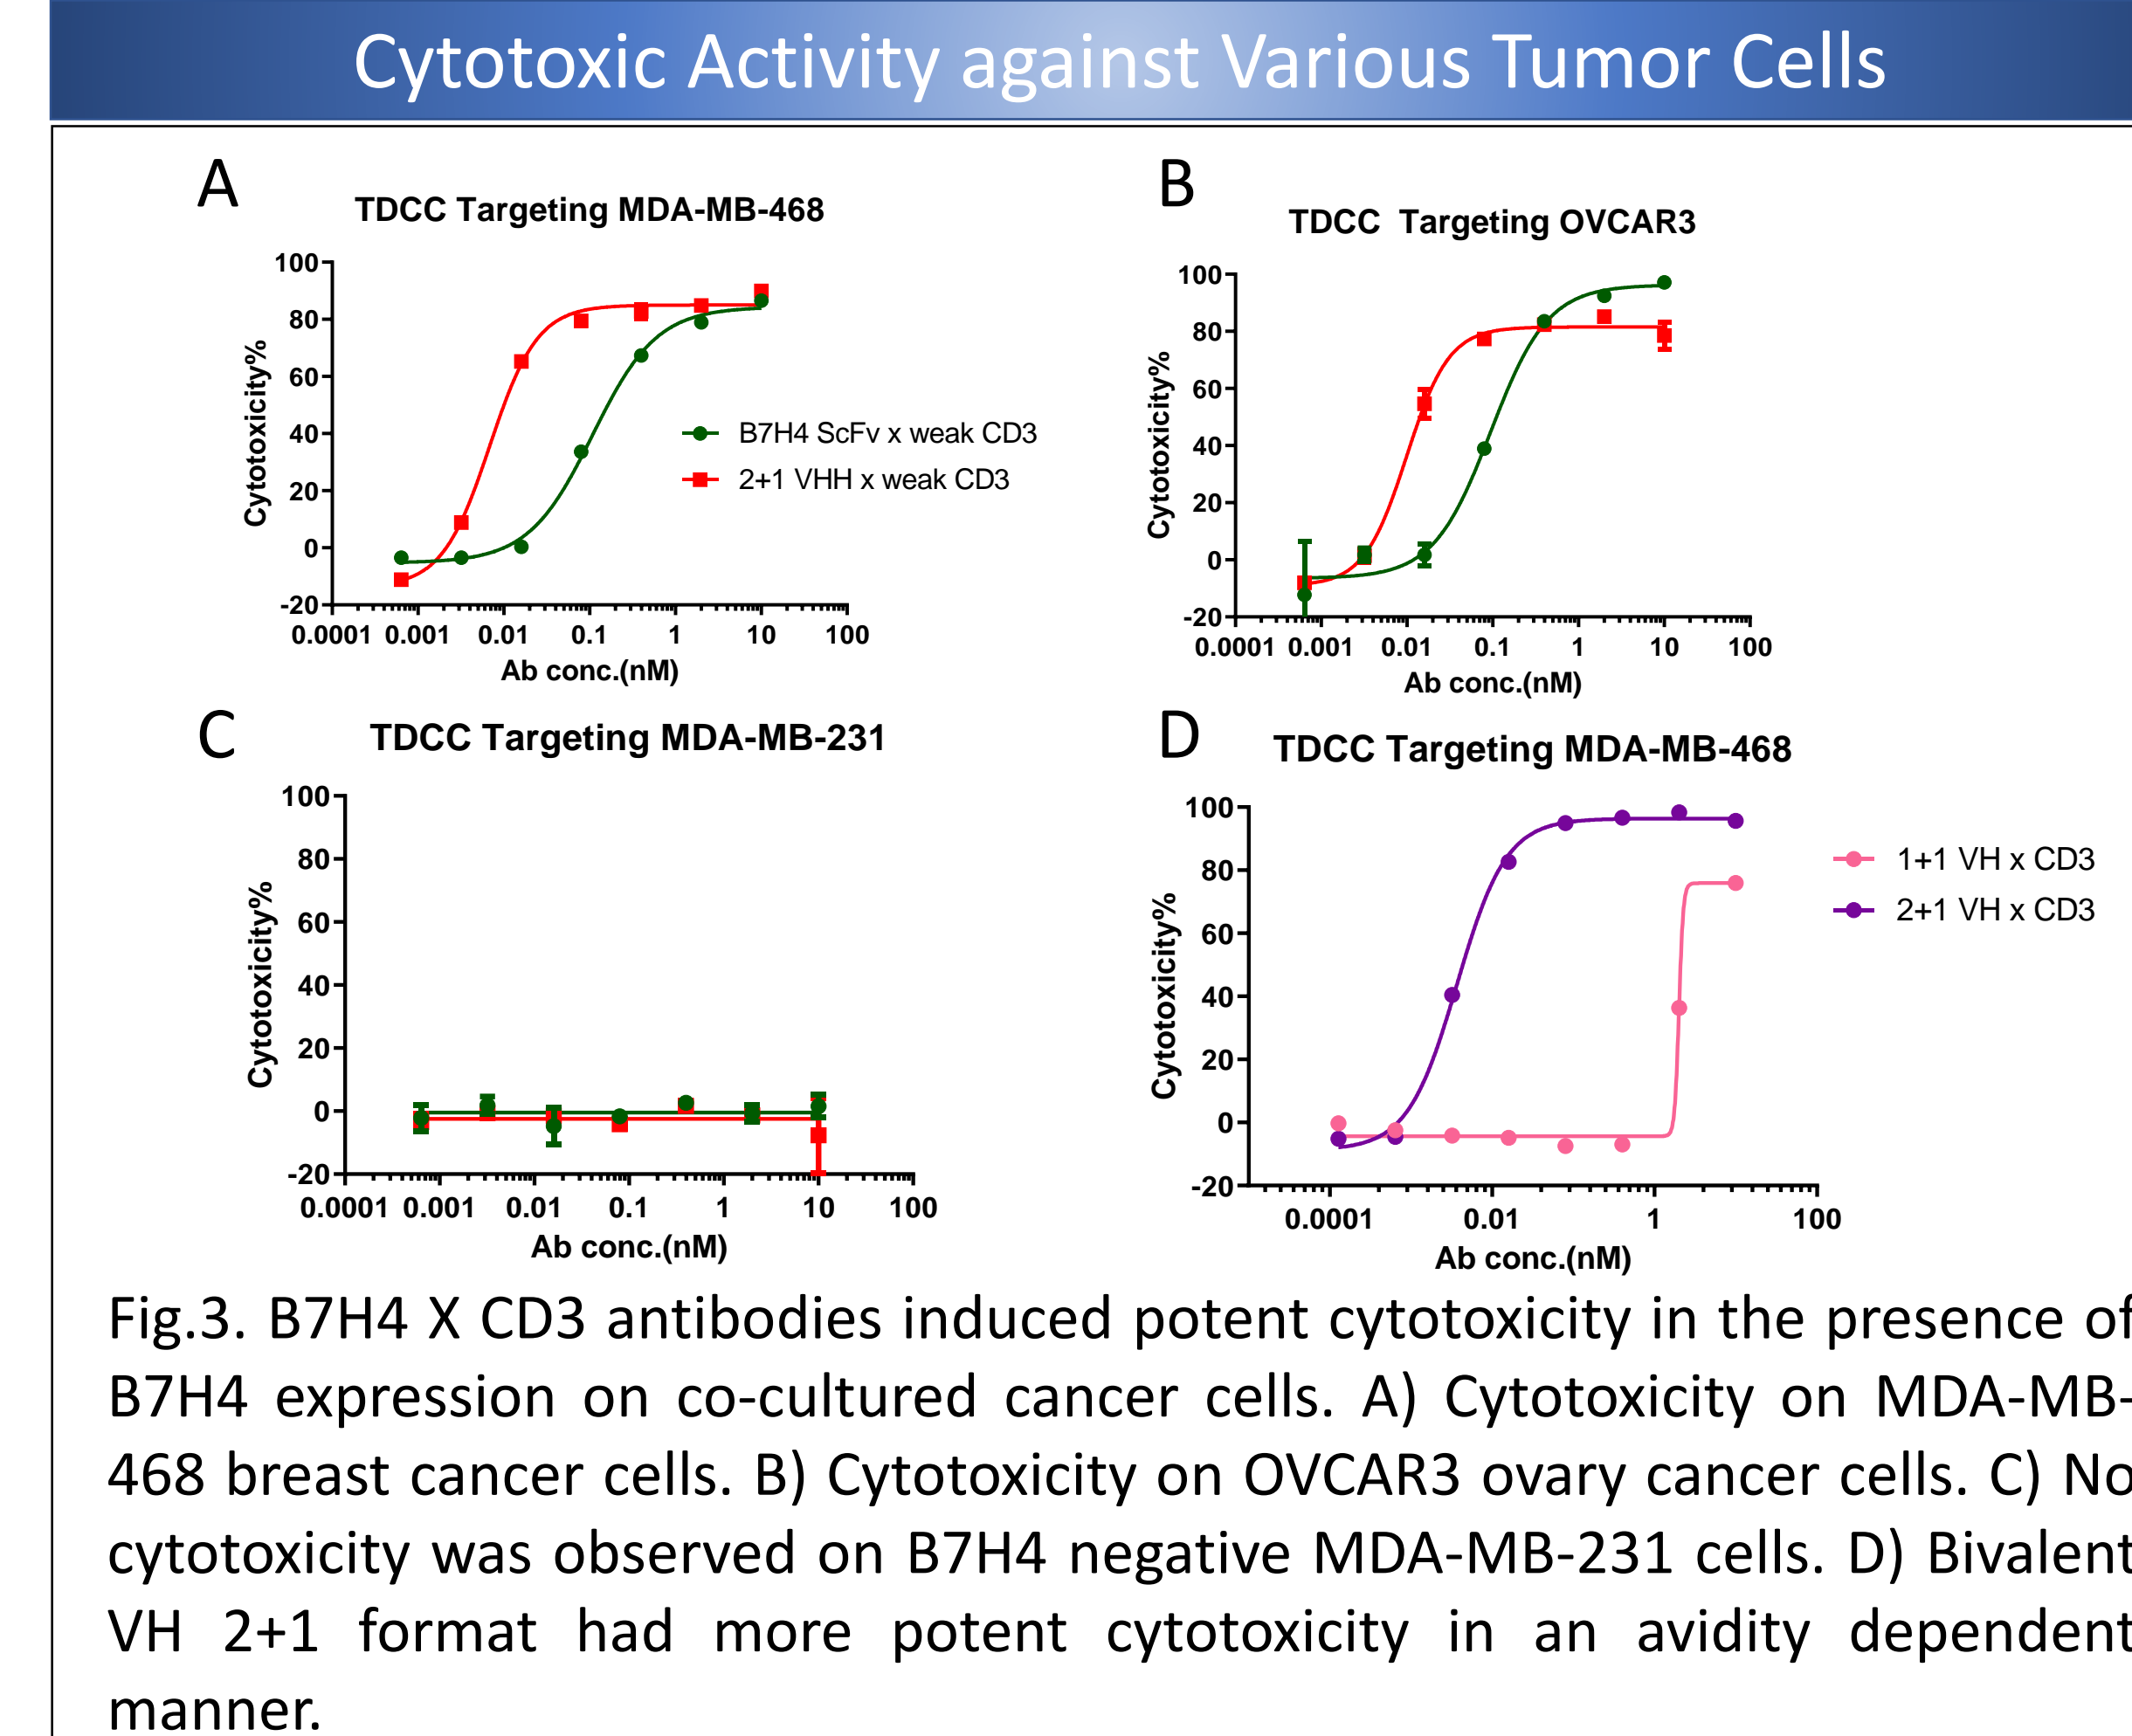 Cytotoxic Activity against Various Tumor Cells
A
TDCC Targeting MDA-MB-468
100
80
60
40
20
0
-20
Cytotoxicity%
0.0001 0.001 0.01 0.1 1 10 100
Ab conc.(nM)
B7H4 ScFv x weak CD3
2+1 VHH x weak CD3
B
TDCC Targeting OVCAR3
100
80
60
40
20
0
-20
Cytotoxicity%
0.0001 0.001 0.01 0.1 1 10 100
Ab conc.(nM)
C
TDCC Targeting MDA-MB-231
100
80
60
40
20
0
-20
Cytotoxicity%
0.0001 0.001 0.01 0.1 1 10 100
Ab conc.(nM)
D
TDCC Targeting MDA-MB-468
100
80
60
40
20
0
-20
Cytotoxicity%
0.0001 0.01 1 100
Ab conc.(nM)
1+1 VH x CD3
2+1 VH x CD3
Fig.3. B7H4 X CD3 antibodies induced potent cytotoxicity in the presence of
B7H4 expression on co-cultured cancer cells. A) Cytotoxicity on MDA-MB-
468 breast cancer cells. B) Cytotoxicity on OVCAR3 ovary cancer cells. C) No
cytotoxicity was observed on B7H4 negative MDA-MB-231 cells. D) Bivalent
VH 2+1 format had more potent cytotoxicity in an avidity dependent
manner.